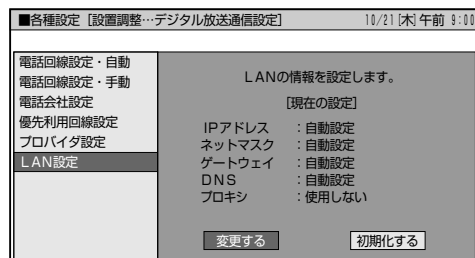 ■各種設定［設置調整…デジタル放送通信設定］ 10/21［木］午前 9:00
電話回線設定・自動
電話回線設定・手動
電話会社設定
優先利用回線設定
プロバイダ設定
LAN設定
LANの情報を設定します。
［現在の設定］
IPアドレス ：自動設定
ネットマスク ：自動設定
ゲートウェイ ：自動設定
DNS ：自動設定
プロキシ ：使用しない
変更する 初期化する